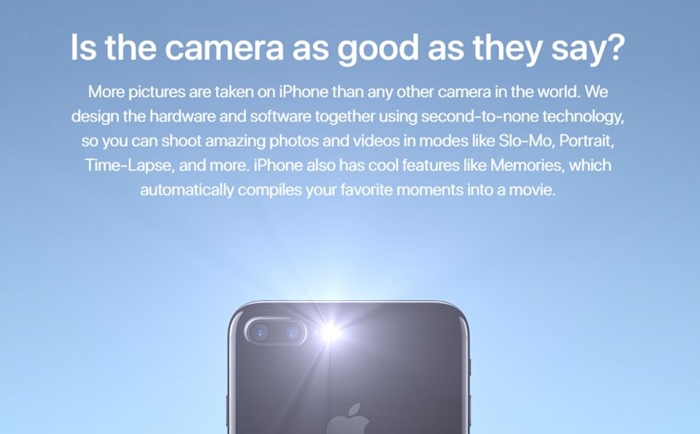 Is the camera as good as they say?
More pictures are taken on iPhone than any other camera in the world. We
design the hardware and software together using second-to-none technology,
so you can shoot amazing photos and videos in modes like Slo-Mo, Portrait,
Time-Lapse, and more. iPhone also has cool features like Memories, which
automatically compiles your favorite moments into a movie.